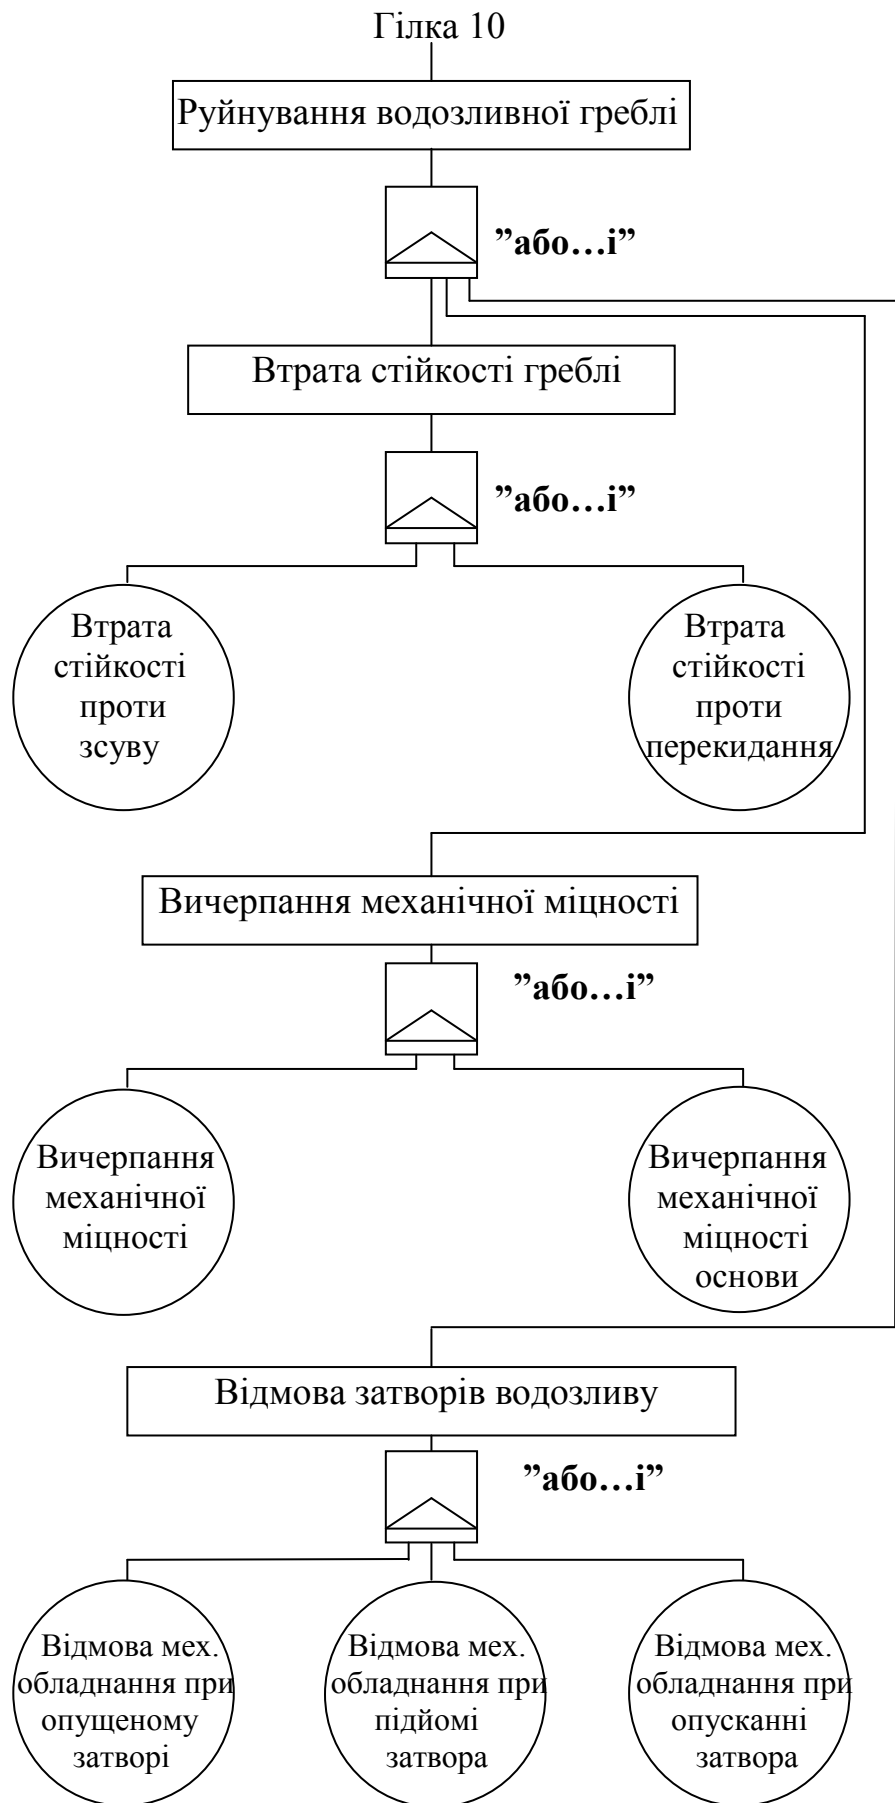 Гілка 10
Руйнування водозливної греблі
”або…і”
Втрата стійкості греблі
”або…і”
Втрата
стійкості
проти
зсуву
Втрата
стійкості
проти
перекидання
Вичерпання механічної міцності
”або…і”
Вичерпання
механічної
міцності
Вичерпання
механічної
міцності
основи
Відмова затворів водозливу
”або…і”
Відмова мех.
обладнання при
опущеному
затворі
Відмова мех.
обладнання при
підйомі
затвора
Відмова мех.
обладнання при
опусканні
затвора